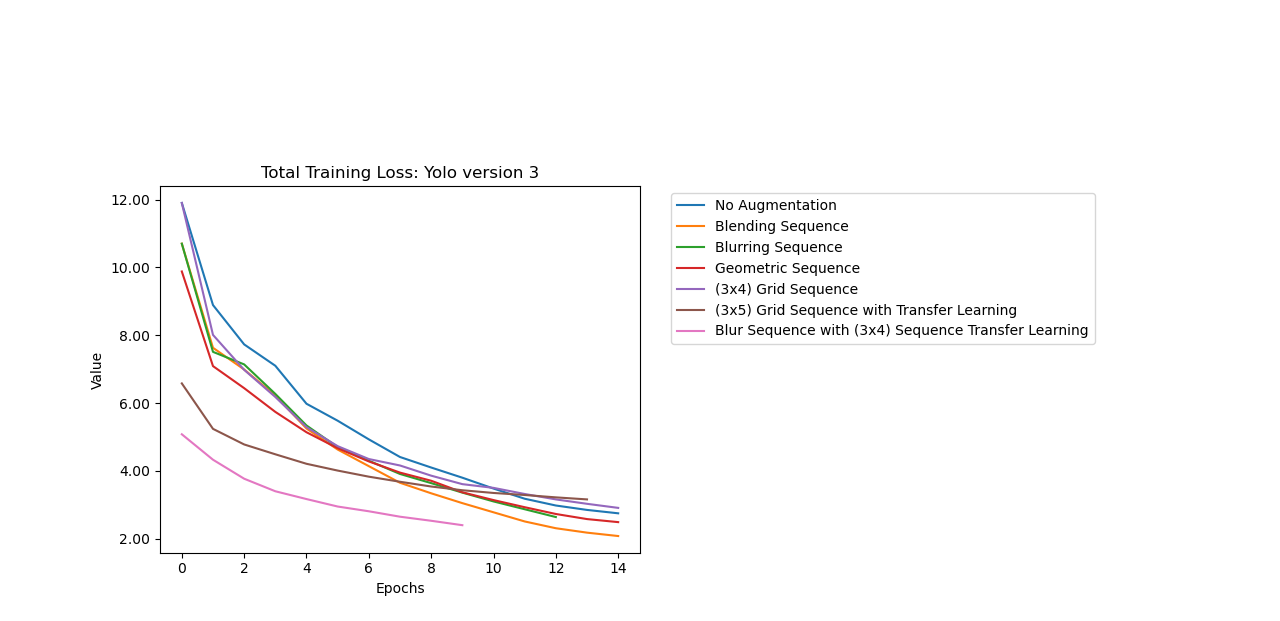 Total Training Loss: Yolo version 3
12.00
10.00
8.00
6.00
4.00
2.00
Value
0 2 4 6 8 10 12 14
Epochs
No Augmentation
Blending Sequence
Blurring Sequence
Geometric Sequence
(3x4) Grid Sequence
(3x5) Grid Sequence with Transfer Learning
Blur Sequence with (3x4) Sequence Transfer Learning